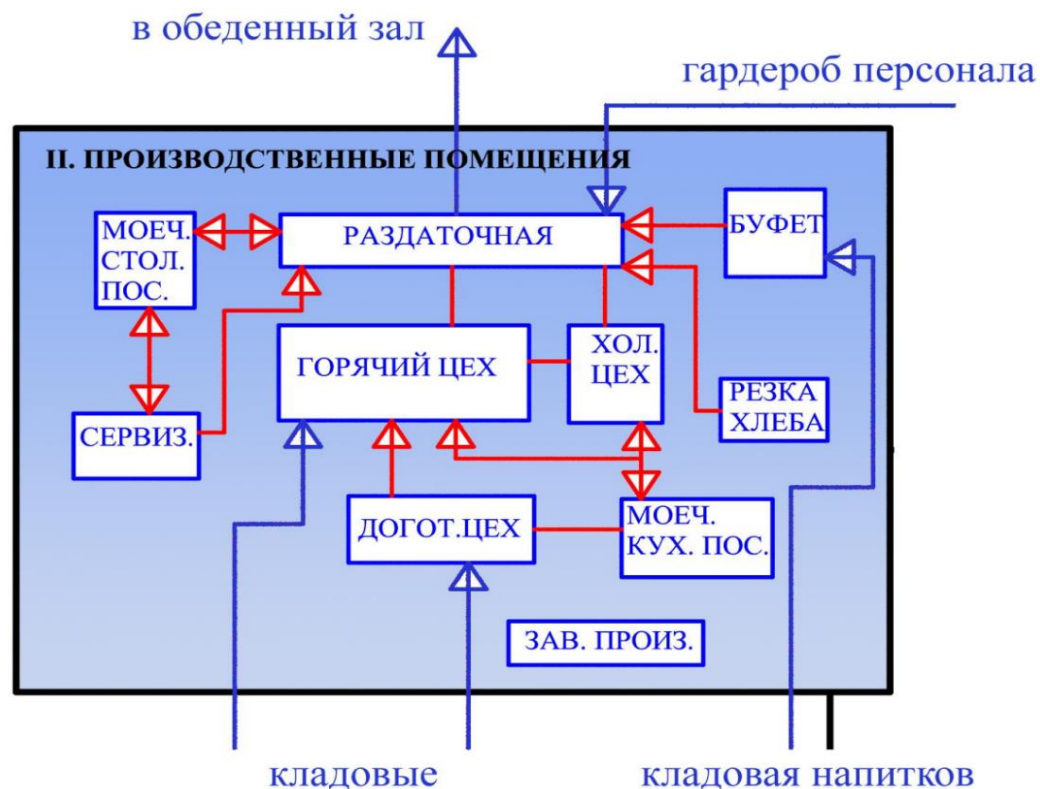 в обеденный зал
гардероб персонала
II. ПРОИЗВОДСТВЕННЫЕ ПОМЕЩЕНИЯ
МОЕЧ.
СТОЛ.
ПОС.
РАЗДАТОЧНАЯ
БУФЕТ
ГОРЯЧИЙ ЦЕХ
ХОЛ.
ЦЕХ
РЕЗКА
ХЛЕБА
СЕРВИЗ.
ДОГОТ.ЦЕХ
МОЕЧ.
КУХ. ПОС.
ЗАВ. ПРОИЗ.
кладовые
кладовая напитков